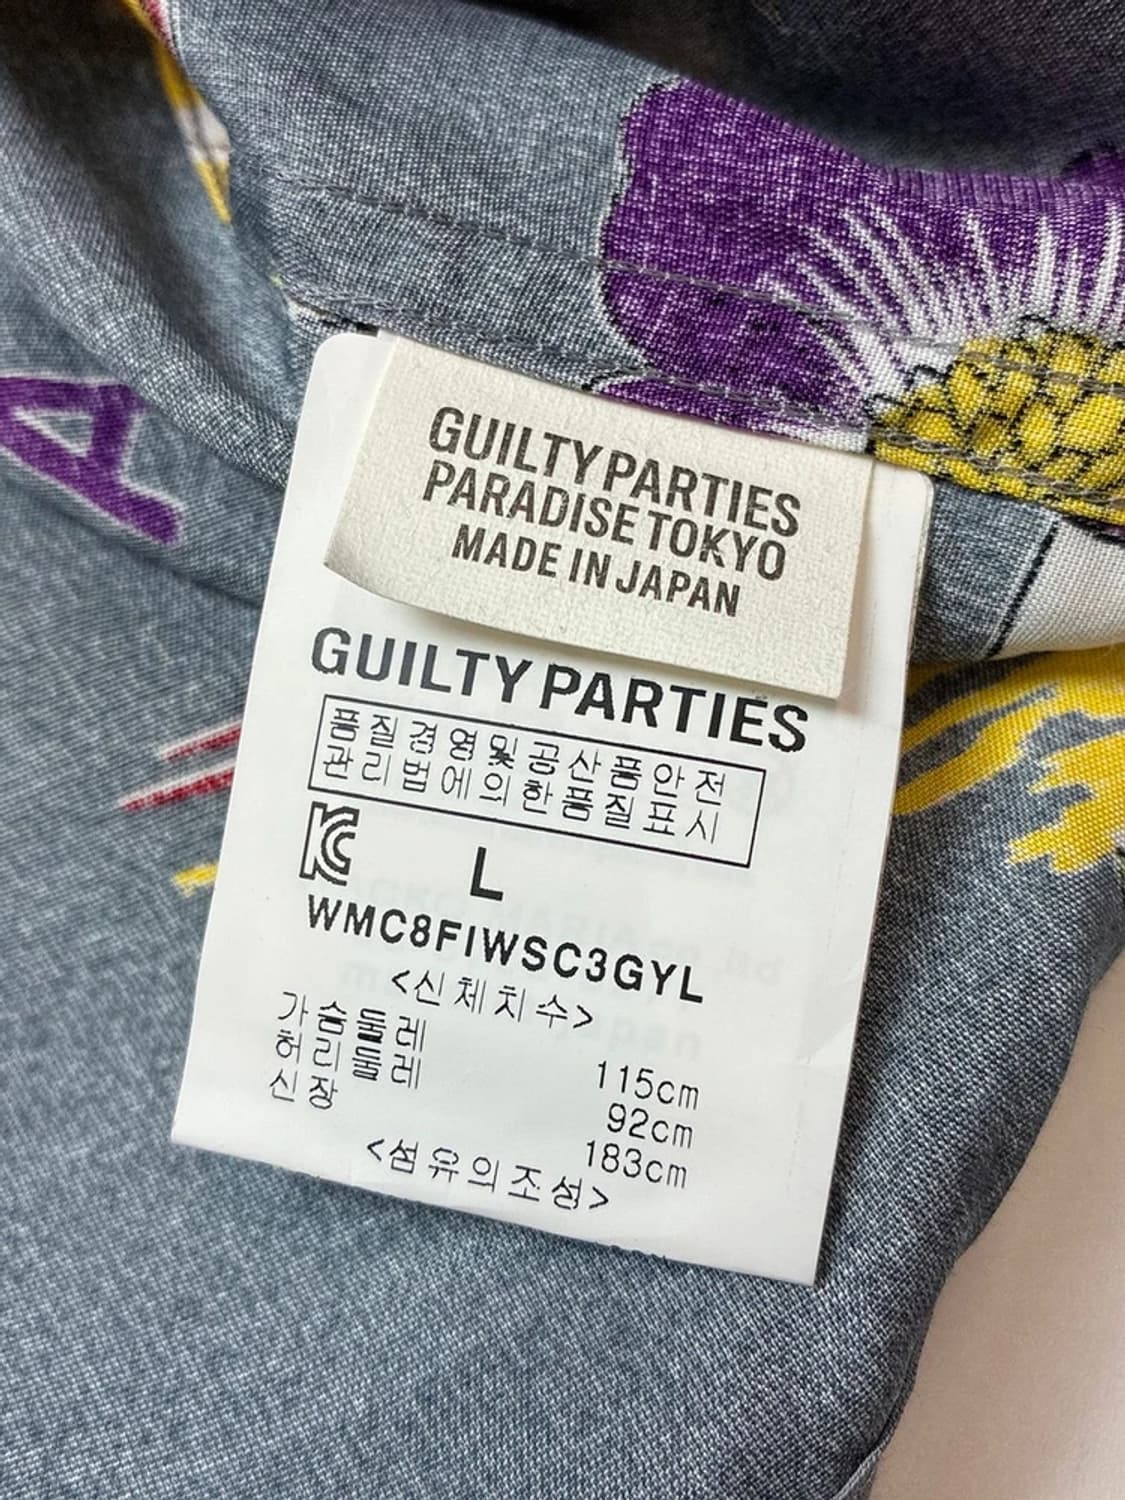 GUILTY PARTIES
PARADISE TOKYO
MADE IN JAPAN
GUILTY PARTIES
품질경영및공산품안전
관리법에의한품질표시
L
WMC8FIWSC3GYL
<신체치수>
가슴둘레 115cm
허리둘레 92cm
신장 183cm
<섬유의조성>
A